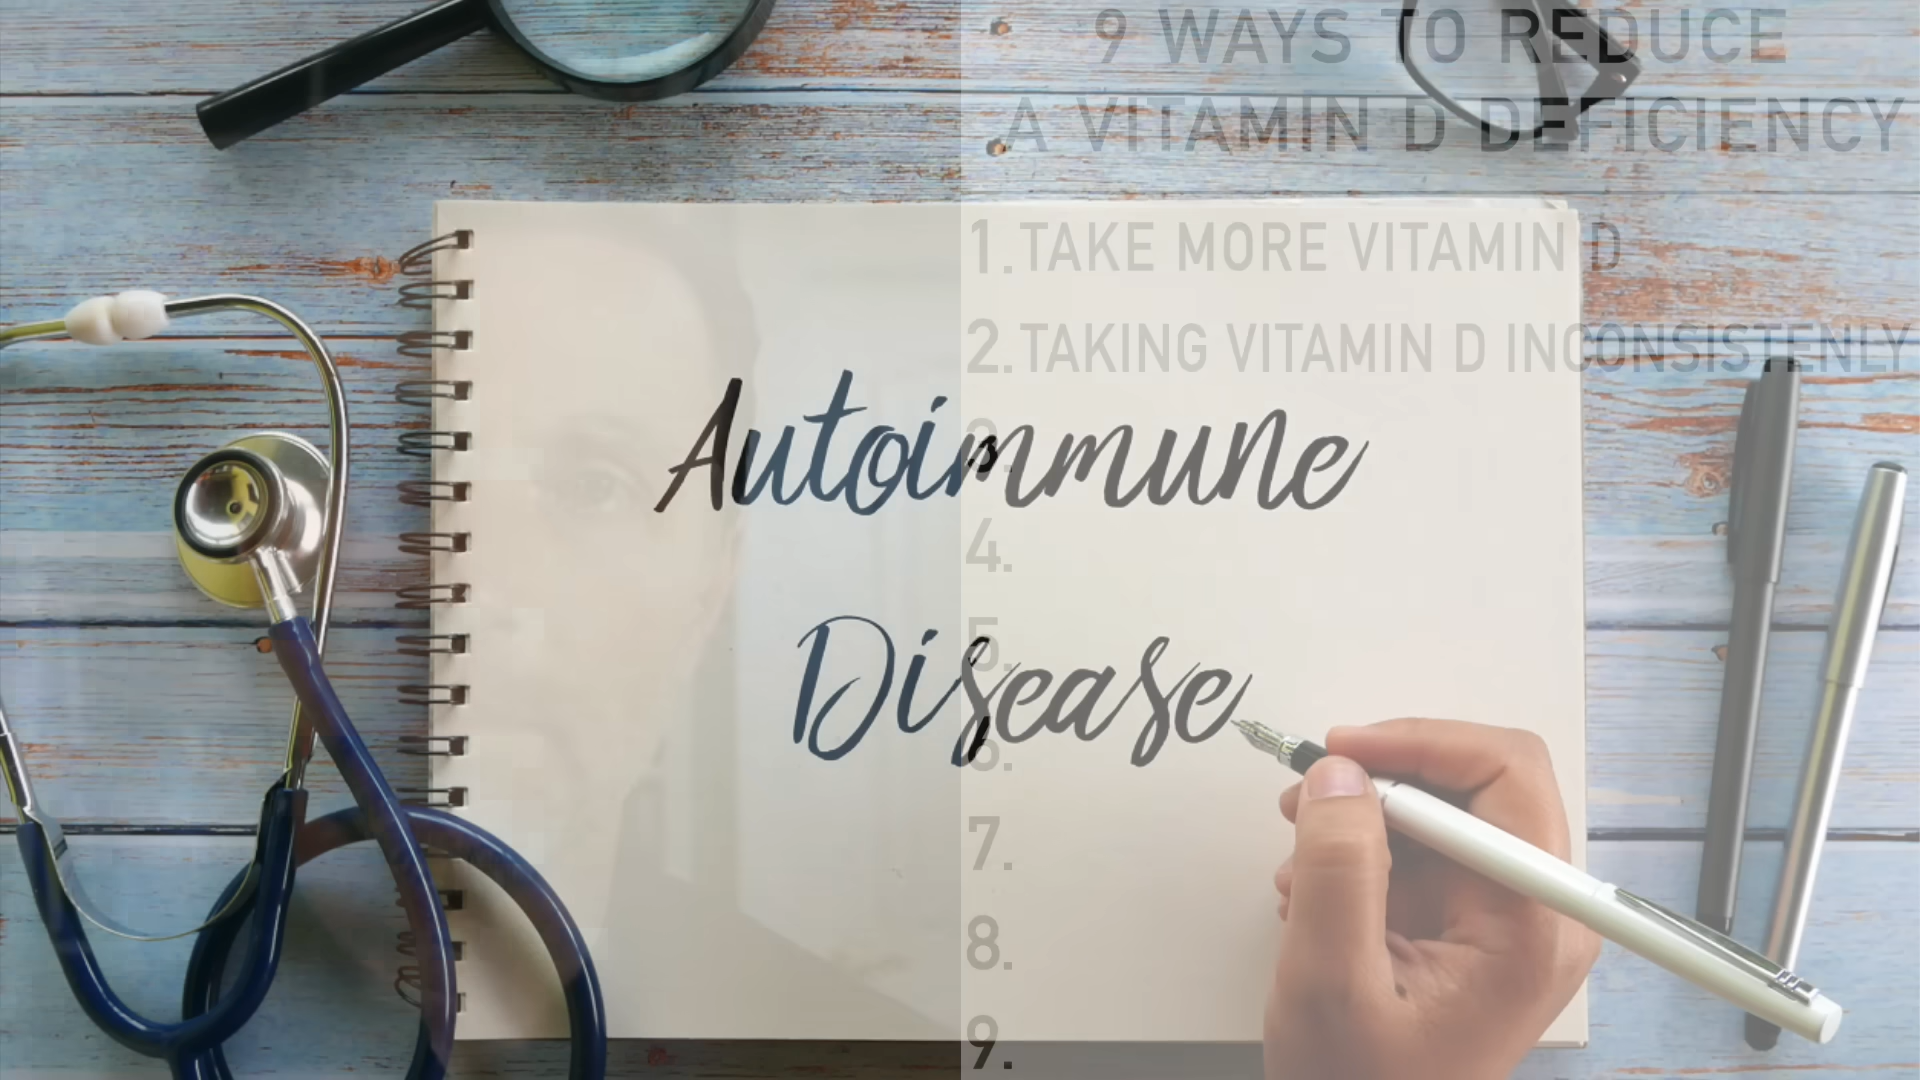 9 WAYS TO REDUCE
A VITAMIN D DEFICIENCY
1. TAKE MORE VITAMIN D
2. TAKING VITAMIN D INCONSISTENLY
3.
Autoimmune
4.
5.
Disease
6.
7.
8.
9.